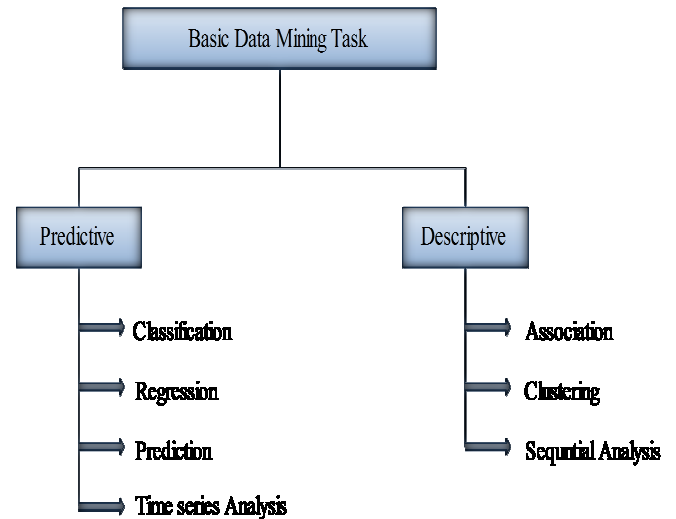 Basic Data Mining Task
Predictive
Descriptive
Classification
Regression
Prediction
Time series Analysis
Association
Clustering
Sequntial Analysis